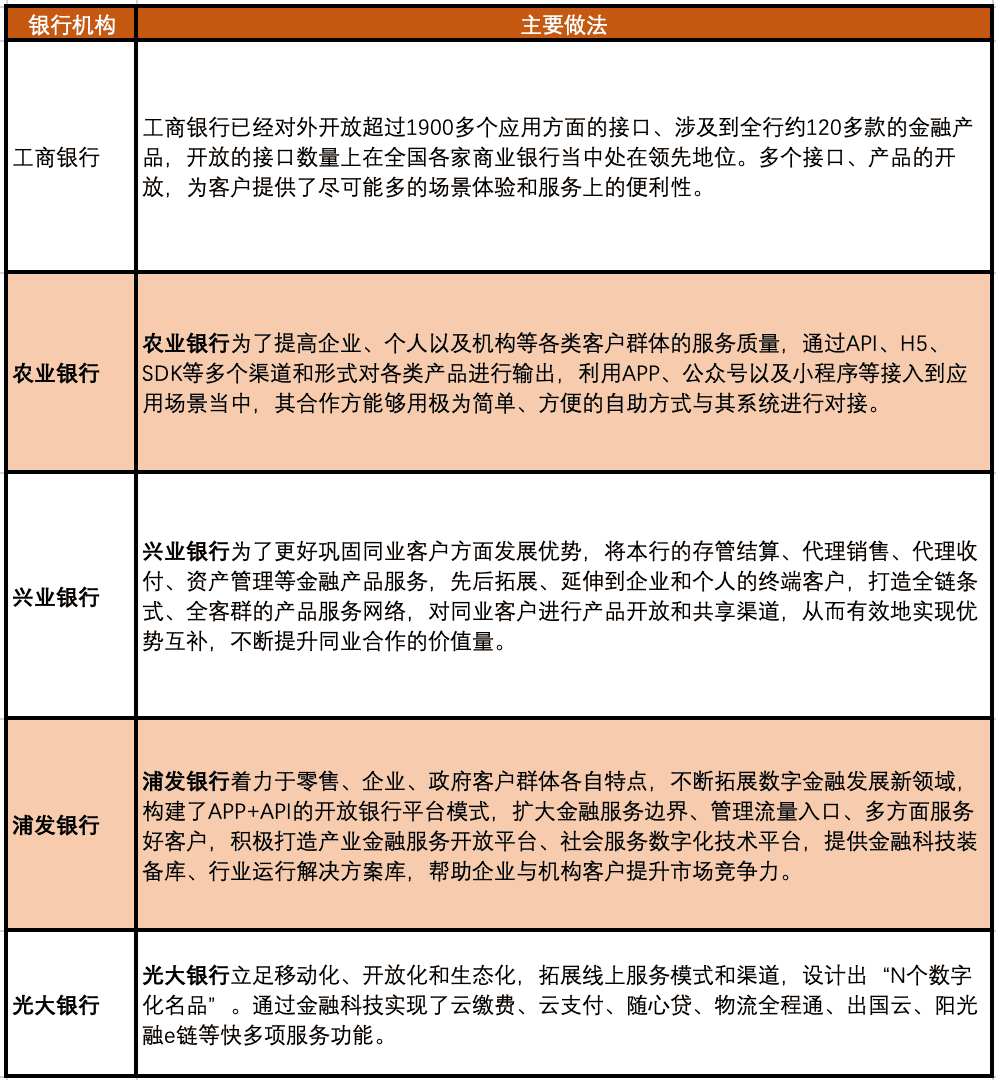 银行机构
主要做法
工商银行
工商银行已经对外开放超过1900多个应用方面的接口、涉及到全行约120多款的金融产
品，开放的接口数量上在全国各家商业银行当中处在领先地位。多个接口、产品的开
放，为客户提供了尽可能多的场景体验和服务上的便利性。
农业银行
农业银行为了提高企业、个人以及机构等各类客户群体的服务质量，通过API、H5、
SDK等多个渠道和形式对各类产品进行输出，利用APP、公众号以及小程序等接入到应
用场景当中，其合作方能够用极为简单、方便的自助方式与其系统进行对接。
兴业银行
兴业银行为了更好巩固同业客户方面发展优势，将本行的存管结算、代理销售、代理收
付、资产管理等金融产品服务，先后拓展、延伸到企业和个人的终端客户，打造全链条
式、全客群的产品服务网络，对同业客户进行产品开放和共享渠道，从而有效地实现优
势互补，不断提升同业合作的价值量。
浦发银行
浦发银行着力于零售、企业、政府客户群体各自特点，不断拓展数字金融发展新领域，
构建了APP+API的开放银行平台模式，扩大金融服务边界、管理流量入口、多方面服务
好客户，积极打造产业金融服务开放平台、社会服务数字化技术平台，提供金融科技装
备库、行业运行解决方案库，帮助企业与机构客户提升市场竞争力。
光大银行
光大银行立足移动化、开放化和生态化，拓展线上服务模式和渠道，设计出“N个数字
化名品”。通过金融科技实现了云缴费、云支付、随心贷、物流全程通、出国云、阳光
融e链等快多项服务功能。